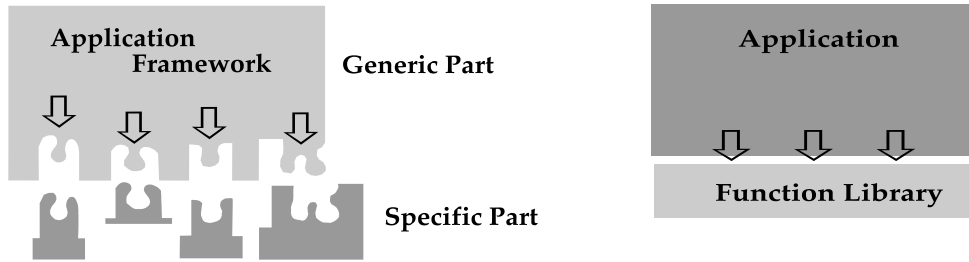 Application
Framework
Generic Part
Specific Part
Application
Function Library